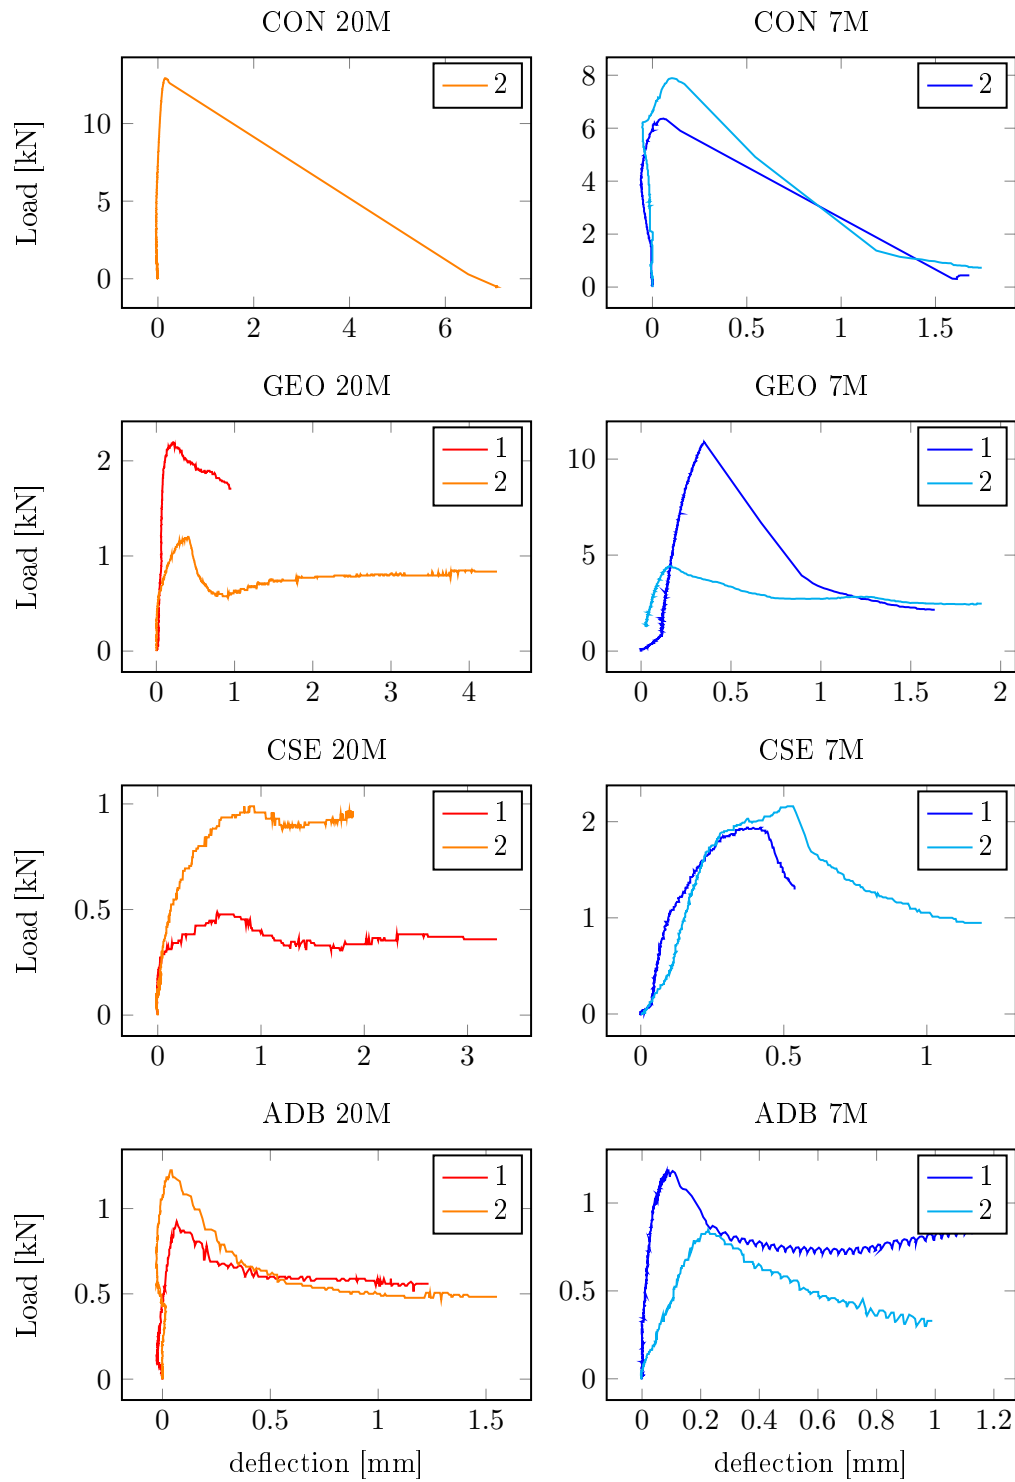 CON 20M
CON 7M
Load [kN]
10
5
0
0 2 4 6
2
8
6
4
2
0
0 0.5 1 1.5
2
GEO 20M
GEO 7M
Load [kN]
2
1
0
0 1 2 3 4
1
2
10
5
0
0 0.5 1 1.5 2
1
2
CSE 20M
CSE 7M
Load [kN]
1
0.5
0
0 1 2 3
1
2
2
1
0
0 0.5 1
1
2
ADB 20M
ADB 7M
Load [kN]
1
0.5
0
0 0.5 1 1.5
1
2
1
0.5
0
0 0.2 0.4 0.6 0.8 1 1.2
1
2
deflection [mm]
deflection [mm]